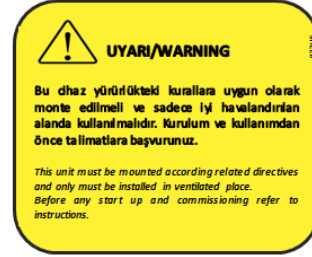 UYARI/WARNING
Bu cihaz yürürlükteki kurallara uygun olarak
monte edilmeli ve sadece iyi havalandırılan
alanda kullanılmalıdır. Kurulum ve kullanımdan
önce talimatlara başvurunuz.
This unit must be mounted according related directives
and only must be installed in ventilated place.
Before any start up and commissioning refer to
instructions.